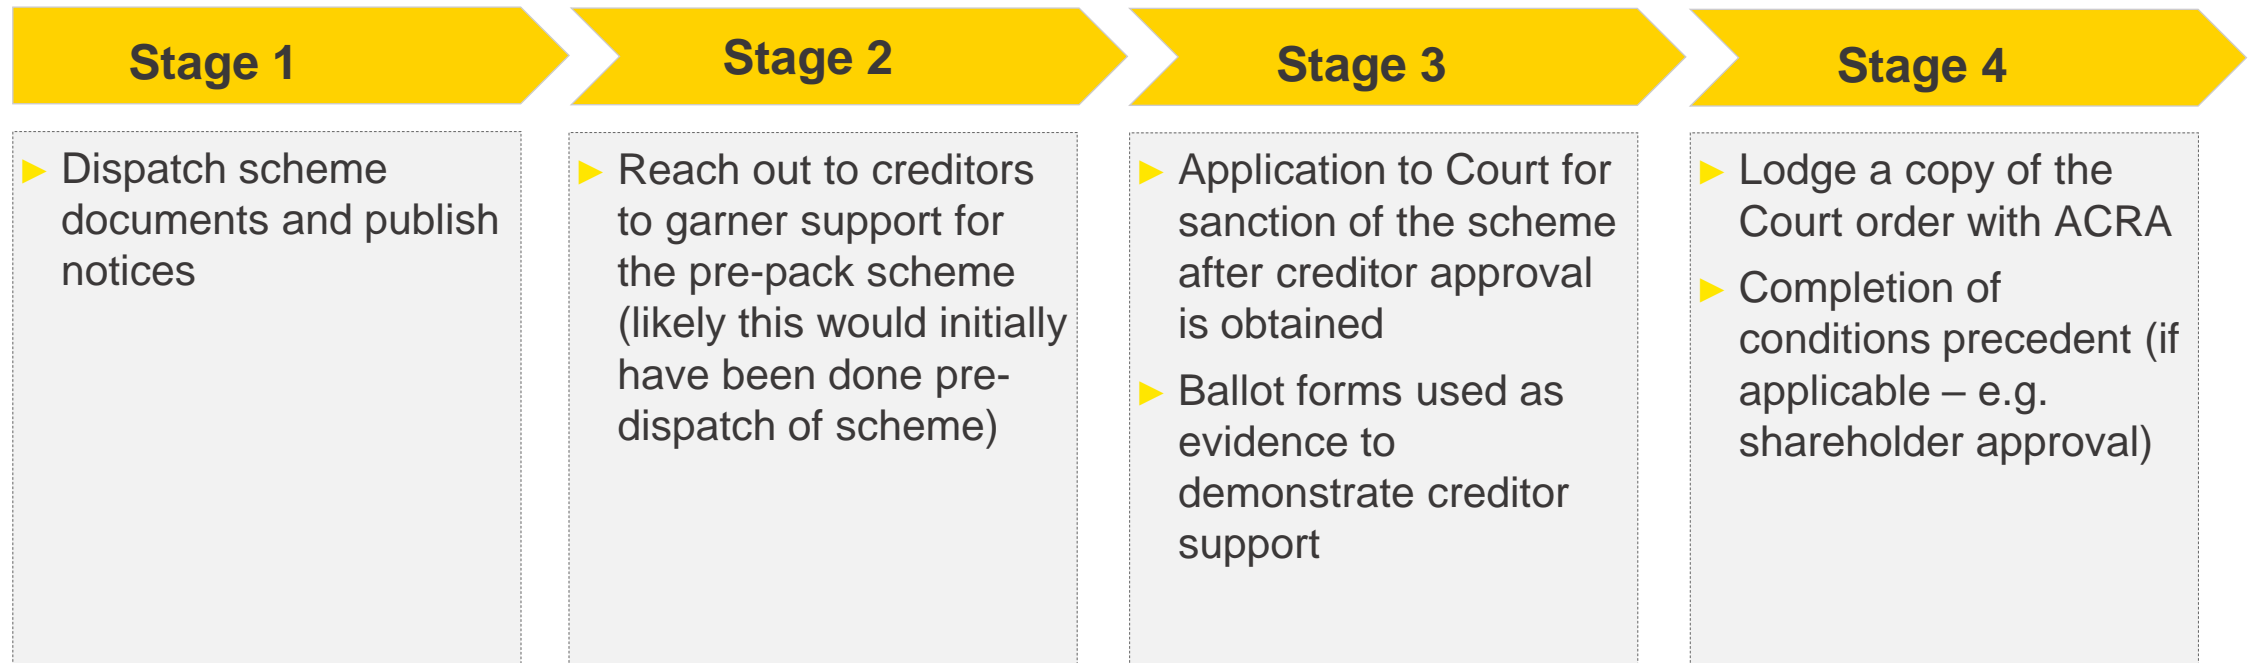 Stage 1
Dispatch scheme
documents and publish
notices
Stage 2
Reach out to creditors
to garner support for
the pre-pack scheme
(likely this would initially
have been done pre-
dispatch of scheme)
Stage 3
Application to Court for
sanction of the scheme
after creditor approval
is obtained
Ballot forms used as
evidence to
demonstrate creditor
support
Stage 4
Lodge a copy of the
Court order with ACRA
Completion of
conditions precedent (if
applicable – e.g.
shareholder approval)